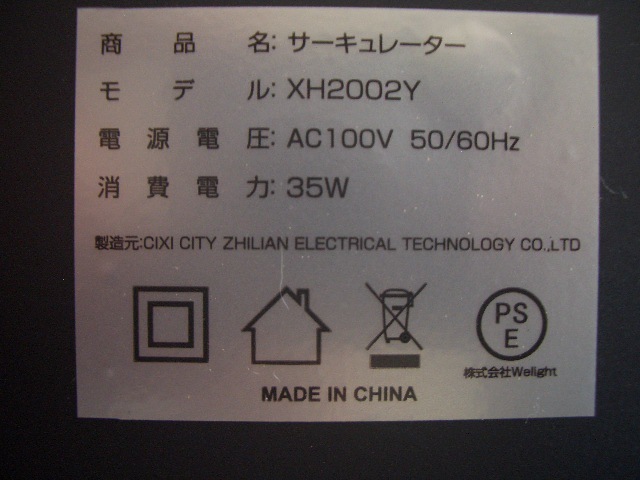 商品名: サーキュレーター
モデル: XH2002Y
電源電圧: AC100V 50/60Hz
消費電力: 35W
製造元:CIXI CITY ZHILIAN ELECTRICAL TECHNOLOGY CO.,LTD
PS
E
株式会社Welight
MADE IN CHINA